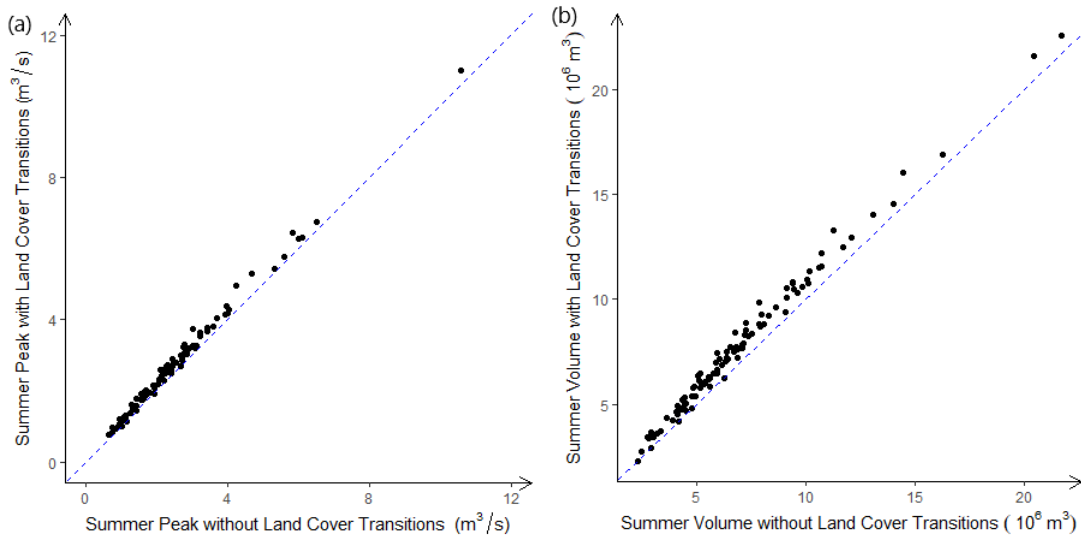 (a)
12
8
4
0
Summer Peak with Land Cover Transitions (m³/s)
0 4 8 12
Summer Peak without Land Cover Transitions (m³/s)
(b)
20
15
10
5
Summer Volume with Land Cover Transitions ( 10⁶ m³)
5 10 15 20
Summer Volume without Land Cover Transitions ( 10⁶ m³)